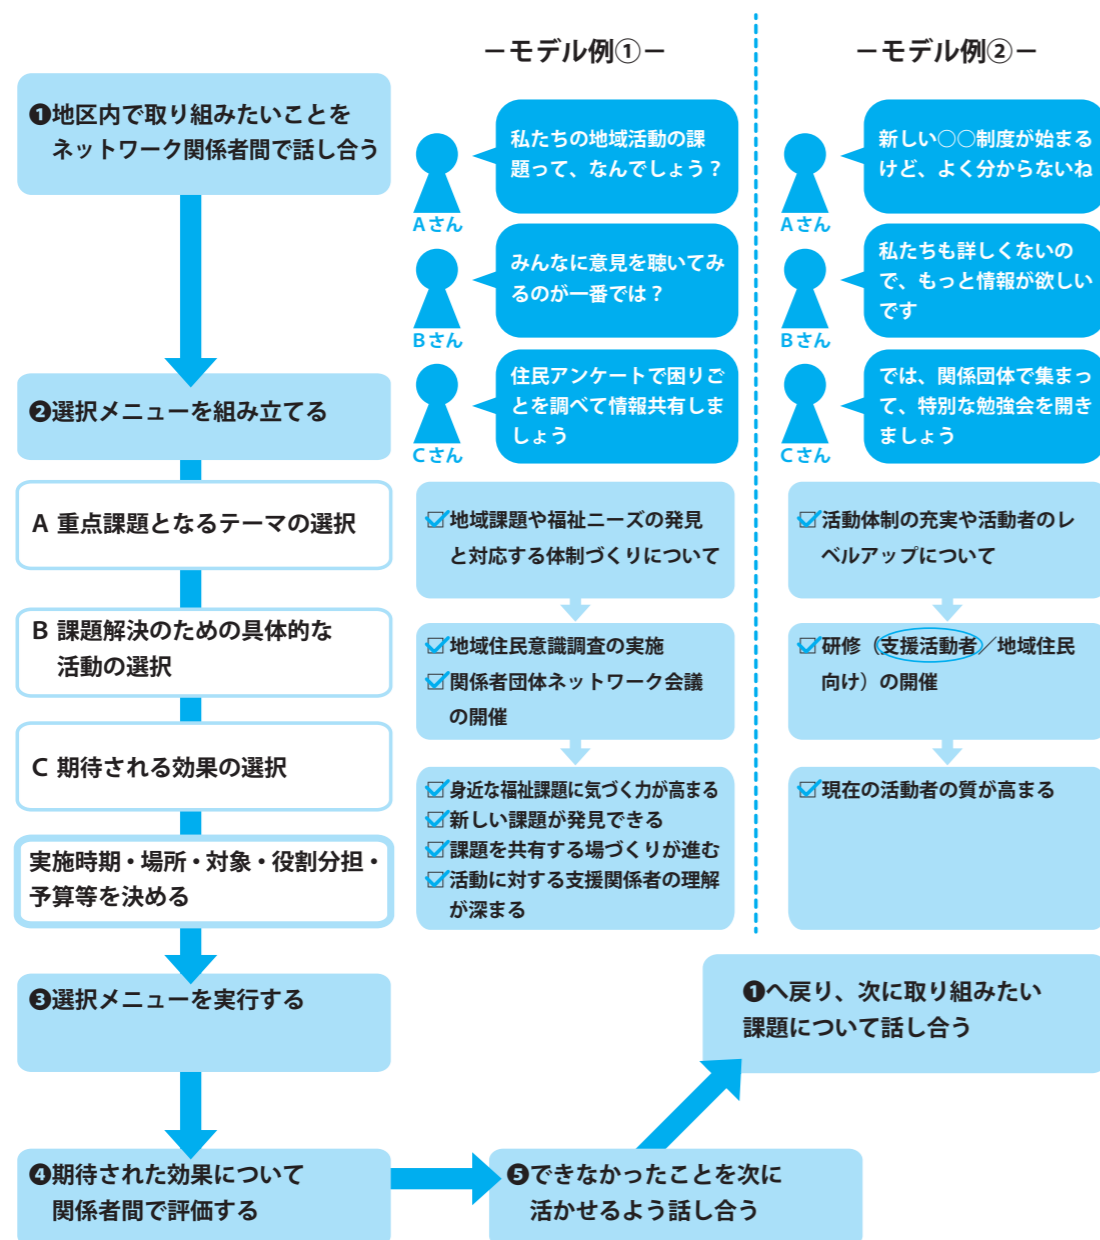 －モデル例①－
－モデル例②－
❶地区内で取り組みたいことを
ネットワーク関係者間で話し合う
私たちの地域活動の課
題って、なんでしょう？
Aさん
みんなに意見を聴いてみ
るのが一番では？
Bさん
住民アンケートで困りご
とを調べて情報共有しま
しょう
Cさん
新しい○○制度が始まる
けど、よく分からないね
Aさん
私たちも詳しくないの
で、もっと情報が欲しい
です
Bさん
では、関係団体で集まっ
て、特別な勉強会を開き
ましょう
Cさん
❷選択メニューを組み立てる
A 重点課題となるテーマの選択
☑地域課題や福祉ニーズの発見
と対応する体制づくりについて
☑活動体制の充実や活動者のレ
ベルアップについて
B 課題解決のための具体的な
活動の選択
☑地域住民意識調査の実施
☑関係者団体ネットワーク会議
の開催
☑研修（支援活動者／地域住民
向け）の開催
C 期待される効果の選択
☑身近な福祉課題に気づく力が高まる
☑新しい課題が発見できる
☑課題を共有する場づくりが進む
☑活動に対する支援関係者の理解
が深まる
☑現在の活動者の質が高まる
実施時期・場所・対象・役割分担・
予算等を決める
❸選択メニューを実行する
❹期待された効果について
関係者間で評価する
❺できなかったことを次に
活かせるよう話し合う
❶へ戻り、次に取り組みたい
課題について話し合う